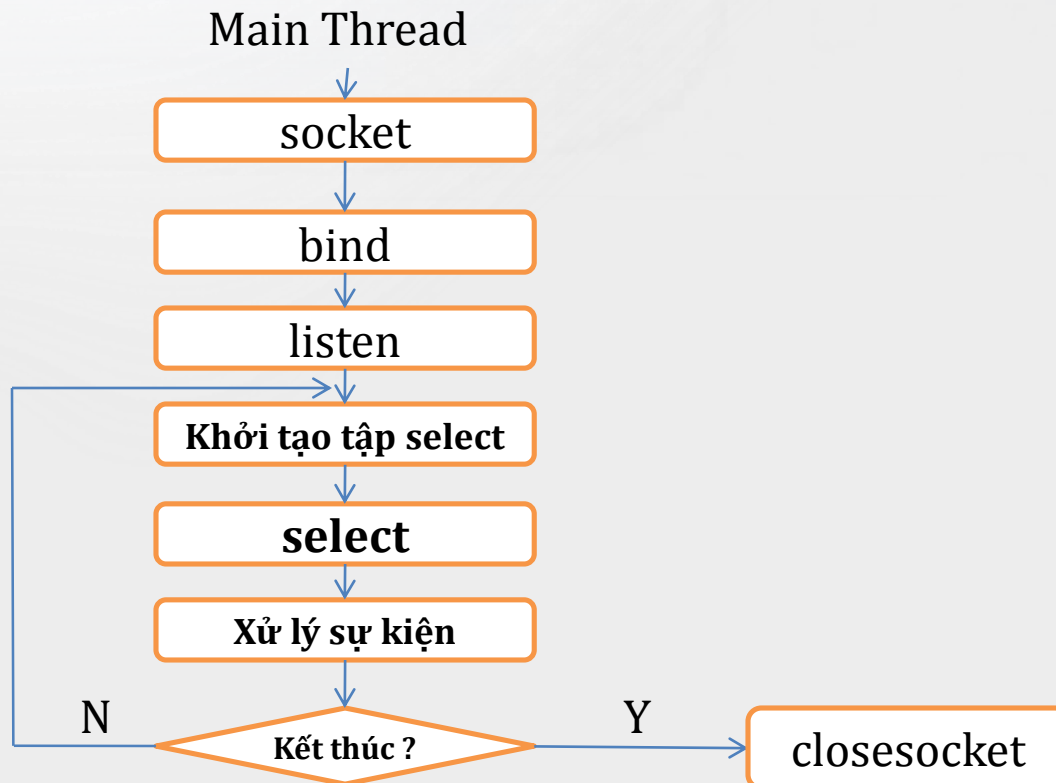 Main Thread
socket
bind
listen
Khởi tạo tập select
select
Xử lý sự kiện
N
Y
Kết thúc ?
closesocket